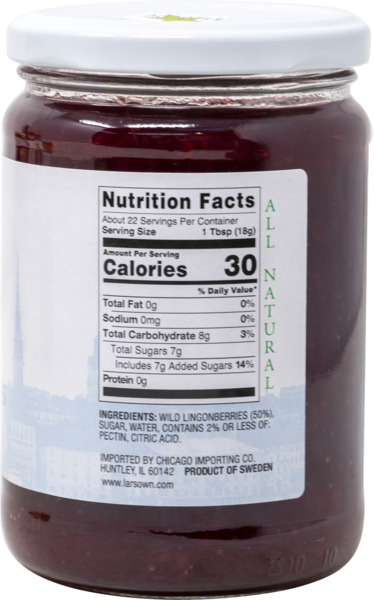 Nutrition Facts
About 22 Servings Per Container
Serving Size 1 Tbsp (18g)
Amount Per Serving
Calories 30
% Daily Value*
Total Fat 0g 0%
Sodium 0mg 0%
Total Carbohydrate 8g 3%
Total Sugars 7g
Includes 7g Added Sugars 14%
Protein 0g
ALL NATURAL
INGREDIENTS: WILD LINGONBERRIES (50%),
SUGAR, WATER, CONTAINS 2% OR LESS OF:
PECTIN, CITRIC ACID.
IMPORTED BY CHICAGO IMPORTING CO.
HUNTLEY, IL 60142 PRODUCT OF SWEDEN
www.larsown.com